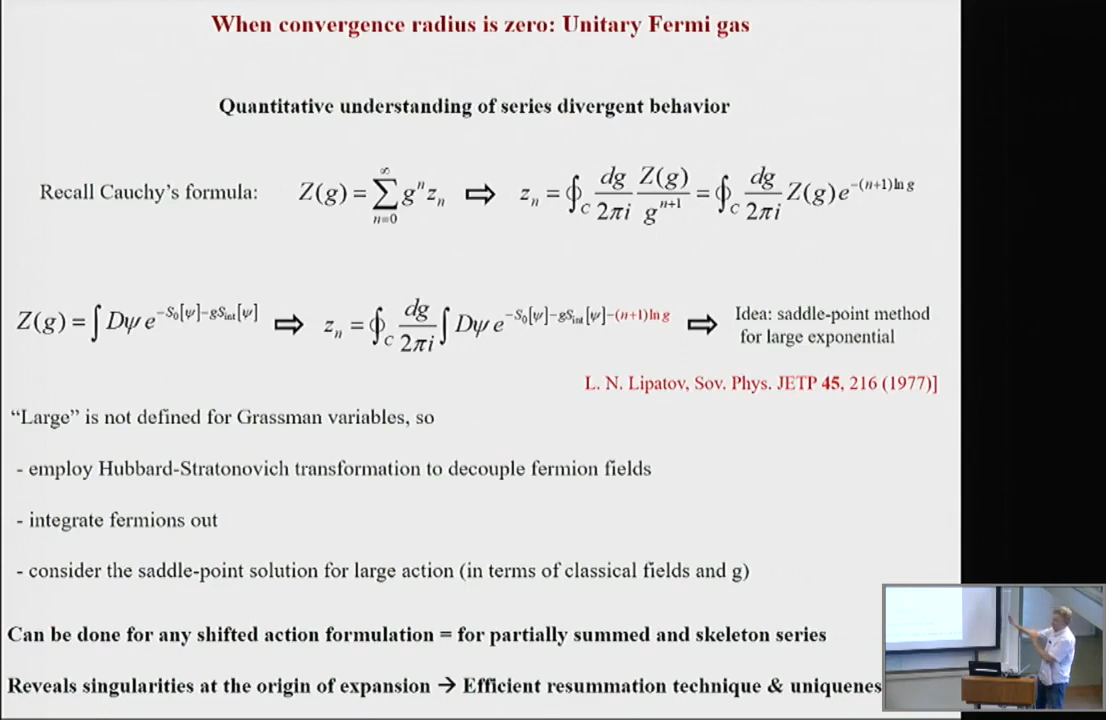 When convergence radius is zero: Unitary Fermi gas
Quantitative understanding of series divergent behavior
Recall Cauchy's formula: Z(g) = ∑_{n=0}^{∞} g^n z_n ⇨ z_n = ∮_C dg/2πi Z(g)/g^{n+1} = ∮_C dg/2πi Z(g)e^{-(n+1)ln g}
Z(g) = ∫ Dψ e^{-S_0[ψ]-gS_int[ψ]} ⇨ z_n = ∮_C dg/2πi ∫ Dψ e^{-S_0[ψ]-gS_int[ψ]-(n+1)ln g} ⇨ Idea: saddle-point method
for large exponential
L. N. Lipatov, Sov. Phys. JETP 45, 216 (1977)]
“Large” is not defined for Grassman variables, so
- employ Hubbard-Stratonovich transformation to decouple fermion fields
- integrate fermions out
- consider the saddle-point solution for large action (in terms of classical fields and g)
Can be done for any shifted action formulation = for partially summed and skeleton series
Reveals singularities at the origin of expansion → Efficient resummation technique & uniquenes